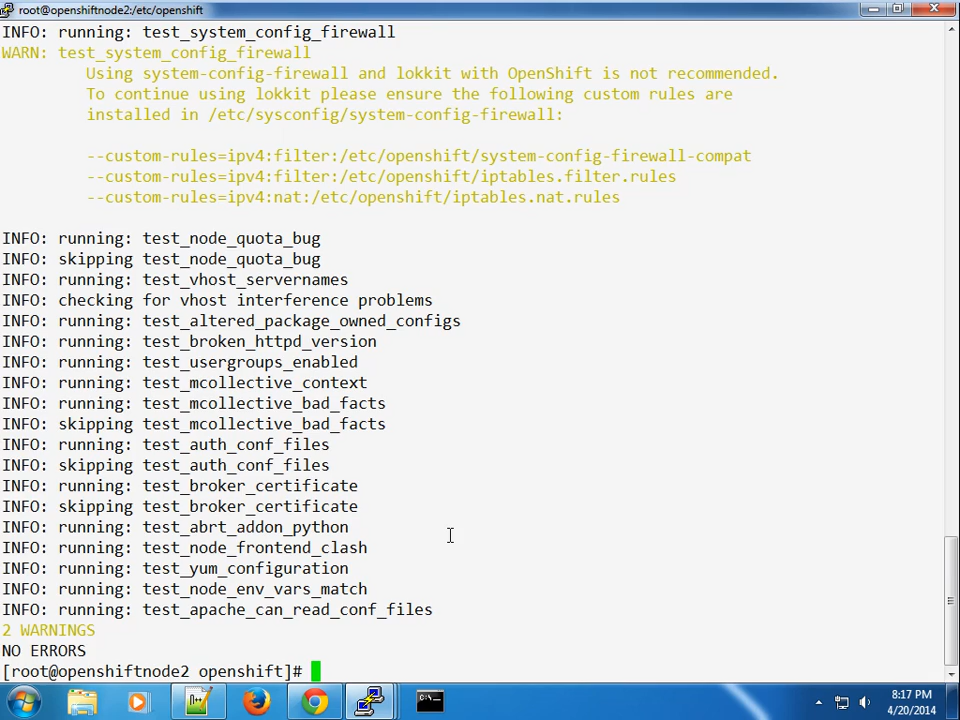 root@openshiftnode2:/etc/openshift
INFO: running: test_system_config_firewall
WARN: test_system_config_firewall
Using system-config-firewall and lokkit with OpenShift is not recommended.
To continue using lokkit please ensure the following custom rules are
installed in /etc/sysconfig/system-config-firewall:
--custom-rules=ipv4:filter:/etc/openshift/system-config-firewall-compat
--custom-rules=ipv4:filter:/etc/openshift/iptables.filter.rules
--custom-rules=ipv4:nat:/etc/openshift/iptables.nat.rules
INFO: running: test_node_quota_bug
INFO: skipping test_node_quota_bug
INFO: running: test_vhost_servernames
INFO: checking for vhost interference problems
INFO: running: test_altered_package_owned_configs
INFO: running: test_broken_httpd_version
INFO: running: test_usergroups_enabled
INFO: running: test_mcollective_context
INFO: running: test_mcollective_bad_facts
INFO: skipping test_mcollective_bad_facts
INFO: running: test_auth_conf_files
INFO: skipping test_auth_conf_files
INFO: running: test_broker_certificate
INFO: skipping test_broker_certificate
INFO: running: test_abrt_addon_python
INFO: running: test_node_frontend_clash
INFO: running: test_yum_configuration
INFO: running: test_node_env_vars_match
INFO: running: test_apache_can_read_conf_files
2 WARNINGS
NO ERRORS
[root@openshiftnode2 openshift]#
8:17 PM
4/20/2014